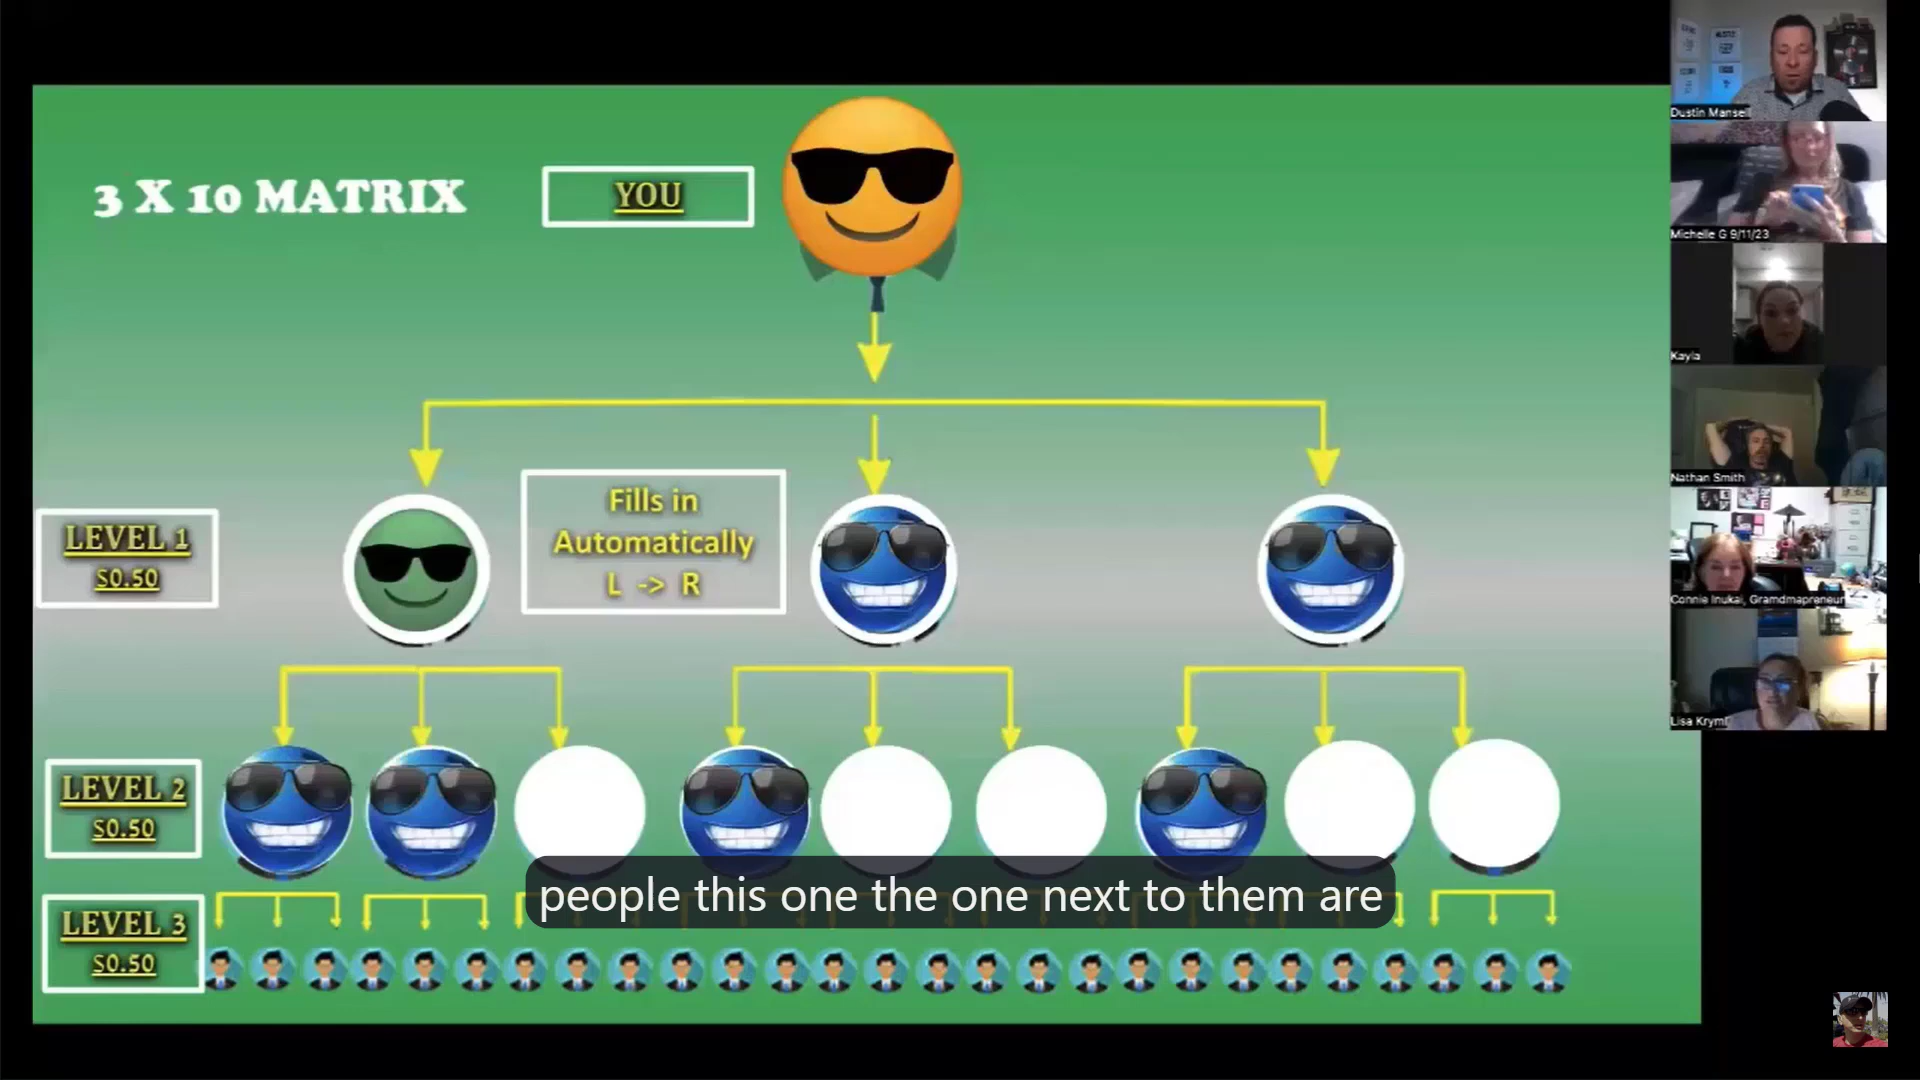 3 X 10 MATRIX
YOU
LEVEL 1
$0.50
Fills in
Automatically
L -> R
LEVEL 2
$0.50
LEVEL 3
$0.50
people this one the one next to them are
Dustin Mansell
Michelle G 9/11/23
Kayla
Nathan Smith
Connie Inukai, Gramdmapreneur
Lisa Kryml